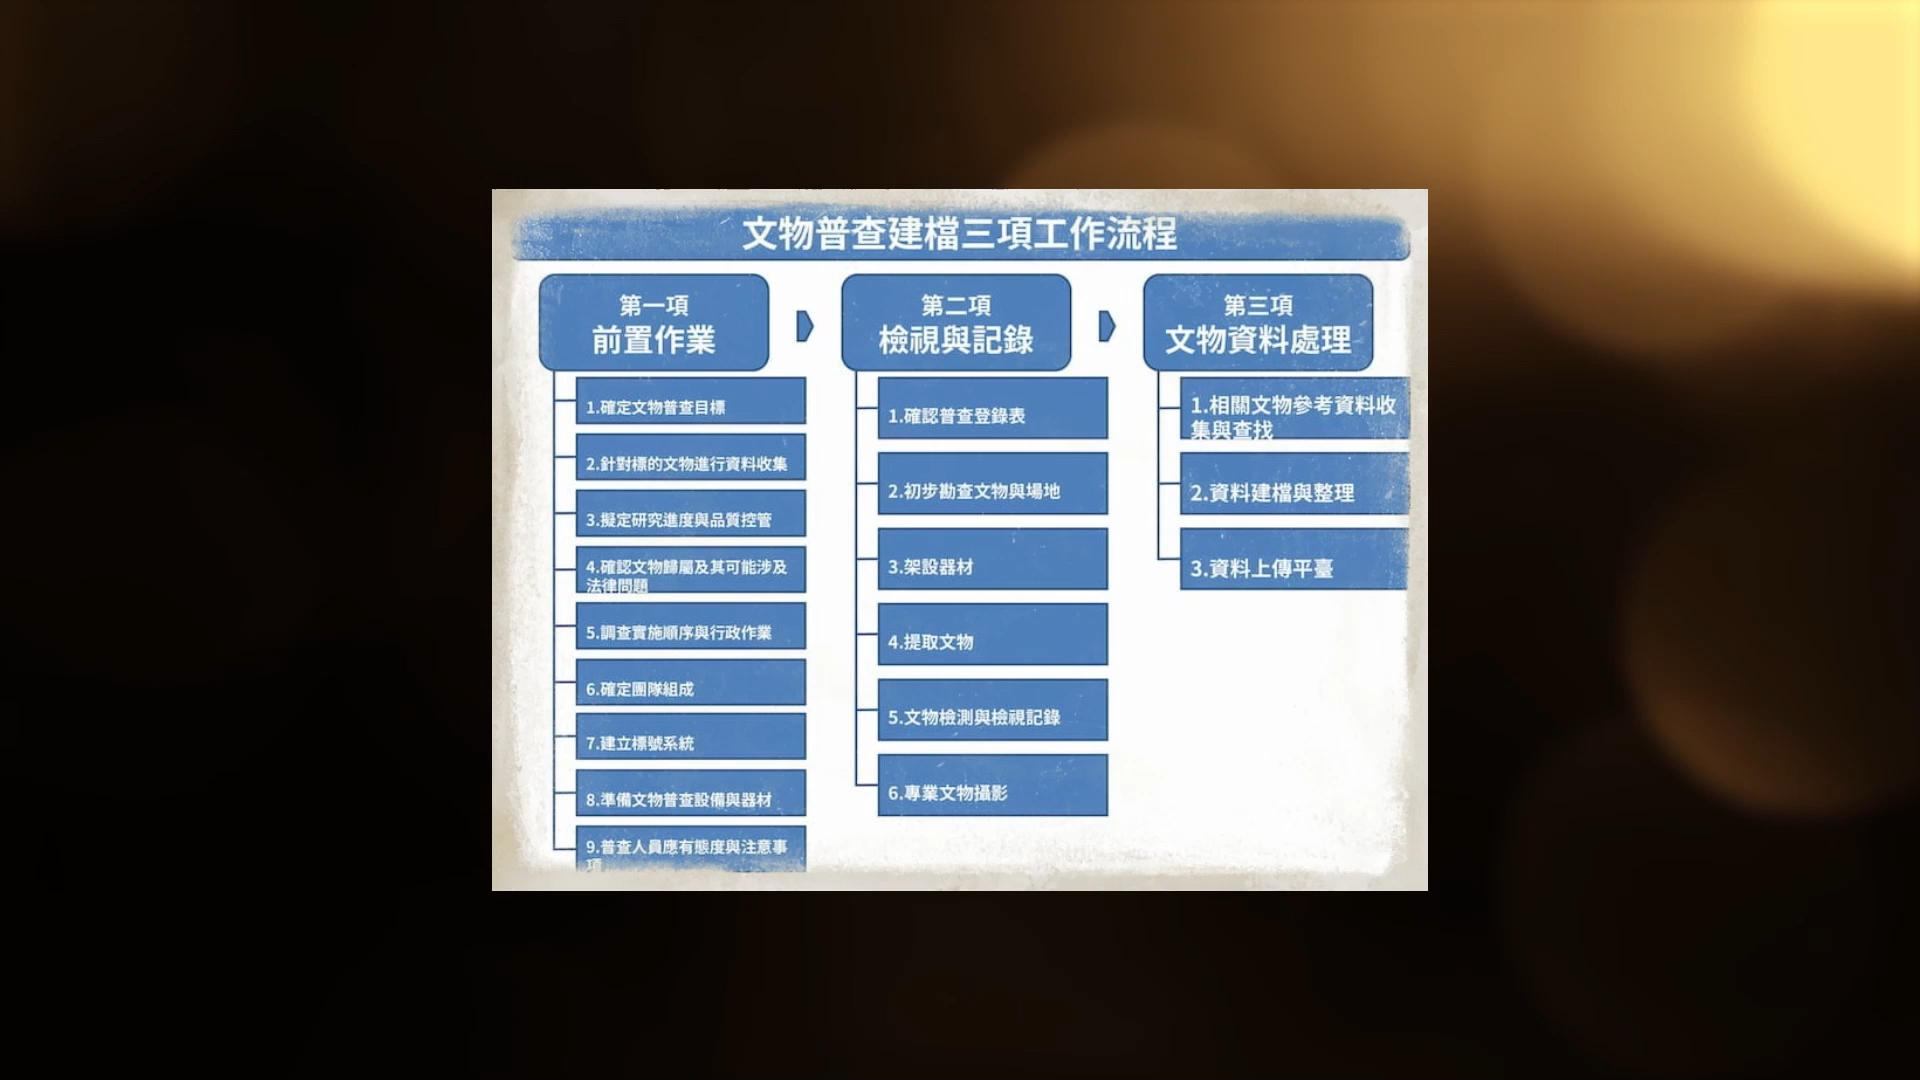 文物普查建檔三項工作流程
第一項
前置作業
1.確定文物普查目標
2.針對標的文物進行資料收集
3.擬定研究進度與品質控管
4.確認文物歸屬及其可能涉及
法律問題
5.調查實施順序與行政作業
6.確定團隊組成
7.建立標號系統
8.準備文物普查設備與器材
9.普查人員應有態度與注意事
項
第二項
檢視與記錄
1.確認普查登錄表
2.初步勘查文物與場地
3.架設器材
4.提取文物
5.文物檢測與檢視記錄
6.專業文物攝影
第三項
文物資料處理
1.相關文物參考資料收
集與查找
2.資料建檔與整理
3.資料上傳平臺